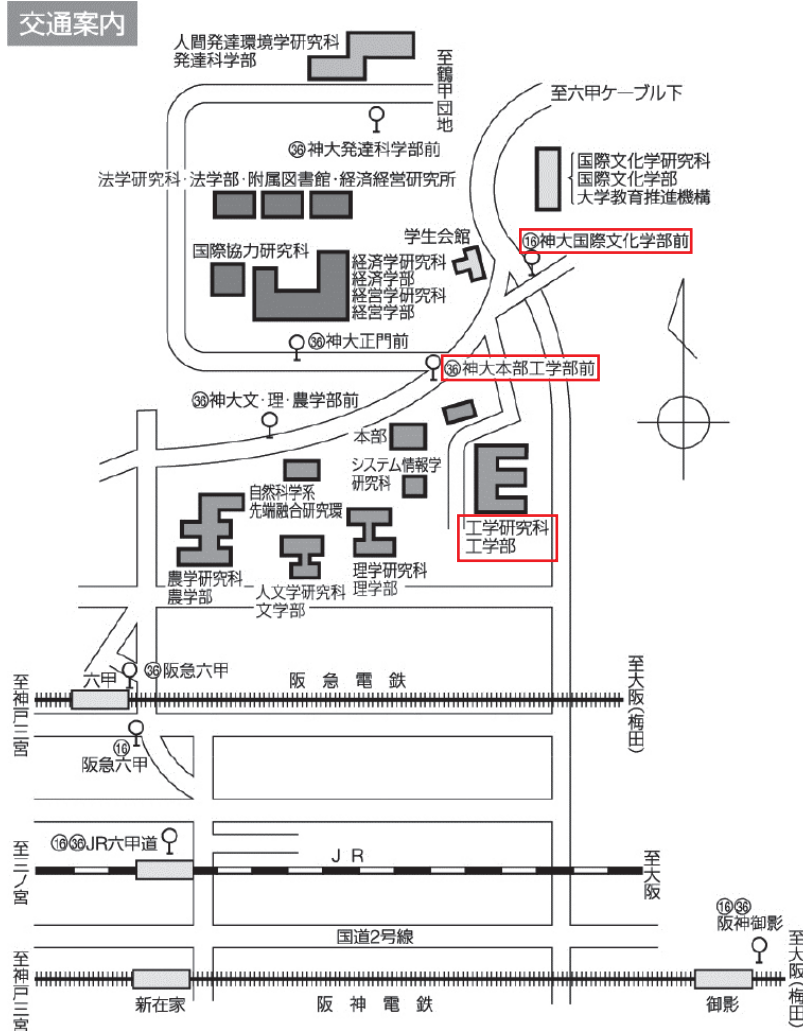 交通案内
人間発達環境学研究科
発達科学部
至鶴甲団地
至六甲ケーブル下
㊱神大発達科学部前
国際文化学研究科
国際文化学部
大学教育推進機構
法学研究科・法学部・附属図書館・経済経営研究所
学生会館
⑯神大国際文化学部前
国際協力研究科
経済学研究科
経済学部
経営学研究科
経営学部
㊱神大正門前
㊱神大本部工学部前
㊱神大文・理・農学部前
本部
システム情報学
研究科
自然科学系
先端融合研究環
工学研究科
工学部
農学研究科
農学部
人文学研究科
文学部
理学研究科
理学部
六甲
㊱阪急六甲
阪急電鉄
至神戸三宮
至大阪(梅田)
⑯
阪急六甲
⑯㊱JR六甲道
JR
至三ノ宮
至大阪
⑯㊱
阪神御影
国道2号線
至神戸三宮
新在家
阪神電鉄
御影
至大阪(梅田)